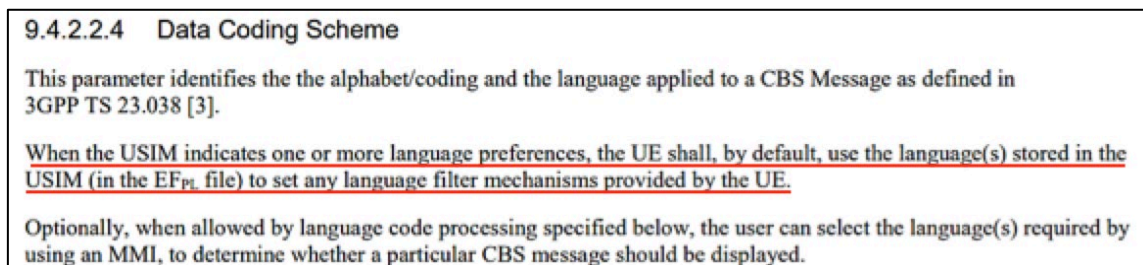 9.4.2.2.4 Data Coding Scheme
This parameter identifies the the alphabet/coding and the language applied to a CBS Message as defined in
3GPP TS 23.038 [3].
When the USIM indicates one or more language preferences, the UE shall, by default, use the language(s) stored in the
USIM (in the EFPL file) to set any language filter mechanisms provided by the UE.
Optionally, when allowed by language code processing specified below, the user can select the language(s) required by
using an MMI, to determine whether a particular CBS message should be displayed.